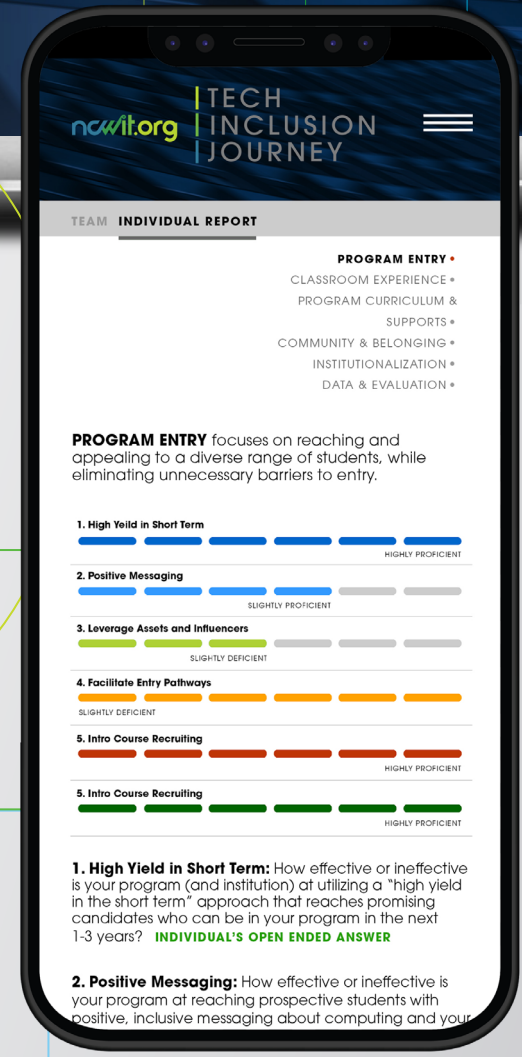 ncwit.org
TECH
INCLUSION
JOURNEY
TEAM INDIVIDUAL REPORT
PROGRAM ENTRY •
CLASSROOM EXPERIENCE •
PROGRAM CURRICULUM &
SUPPORTS •
COMMUNITY & BELONGING •
INSTITUTIONALIZATION •
DATA & EVALUATION •
PROGRAM ENTRY focuses on reaching and
appealing to a diverse range of students, while
eliminating unnecessary barriers to entry.
1. High Yeild in Short Term
HIGHLY PROFICIENT
2. Positive Messaging
SLIGHTLY PROFICIENT
3. Leverage Assets and Influencers
SLIGHTLY DEFICIENT
4. Facilitate Entry Pathways
SLIGHTLY DEFICIENT
5. Intro Course Recruiting
HIGHLY PROFICIENT
5. Intro Course Recruiting
HIGHLY PROFICIENT
1. High Yield in Short Term: How effective or ineffective
is your program (and institution) at utilizing a “high yield
in the short term” approach that reaches promising
candidates who can be in your program in the next
1-3 years? INDIVIDUAL’S OPEN ENDED ANSWER
2. Positive Messaging: How effective or ineffective is
your program at reaching prospective students with
positive, inclusive messaging about computing and your